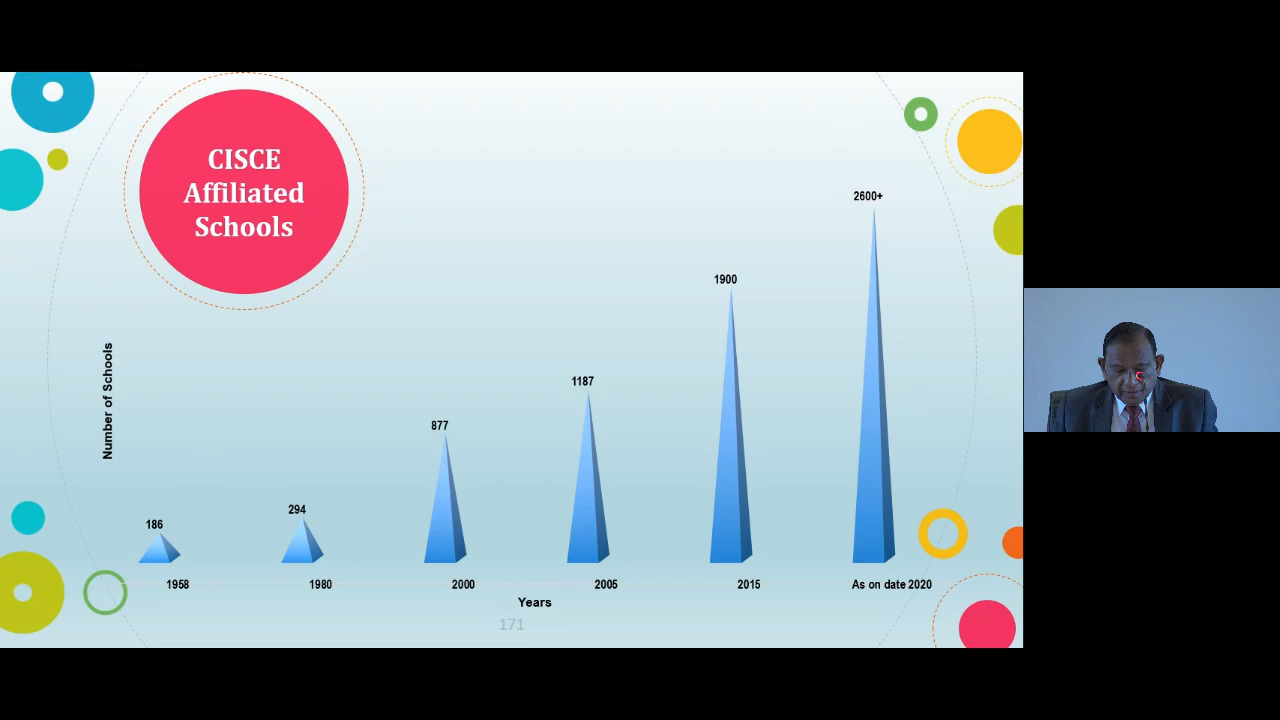 CISCE
Affiliated
Schools
2600+
1900
1187
877
294
186
Number of Schools
1958
1980
2000
2005
2015
As on date 2020
Years
171